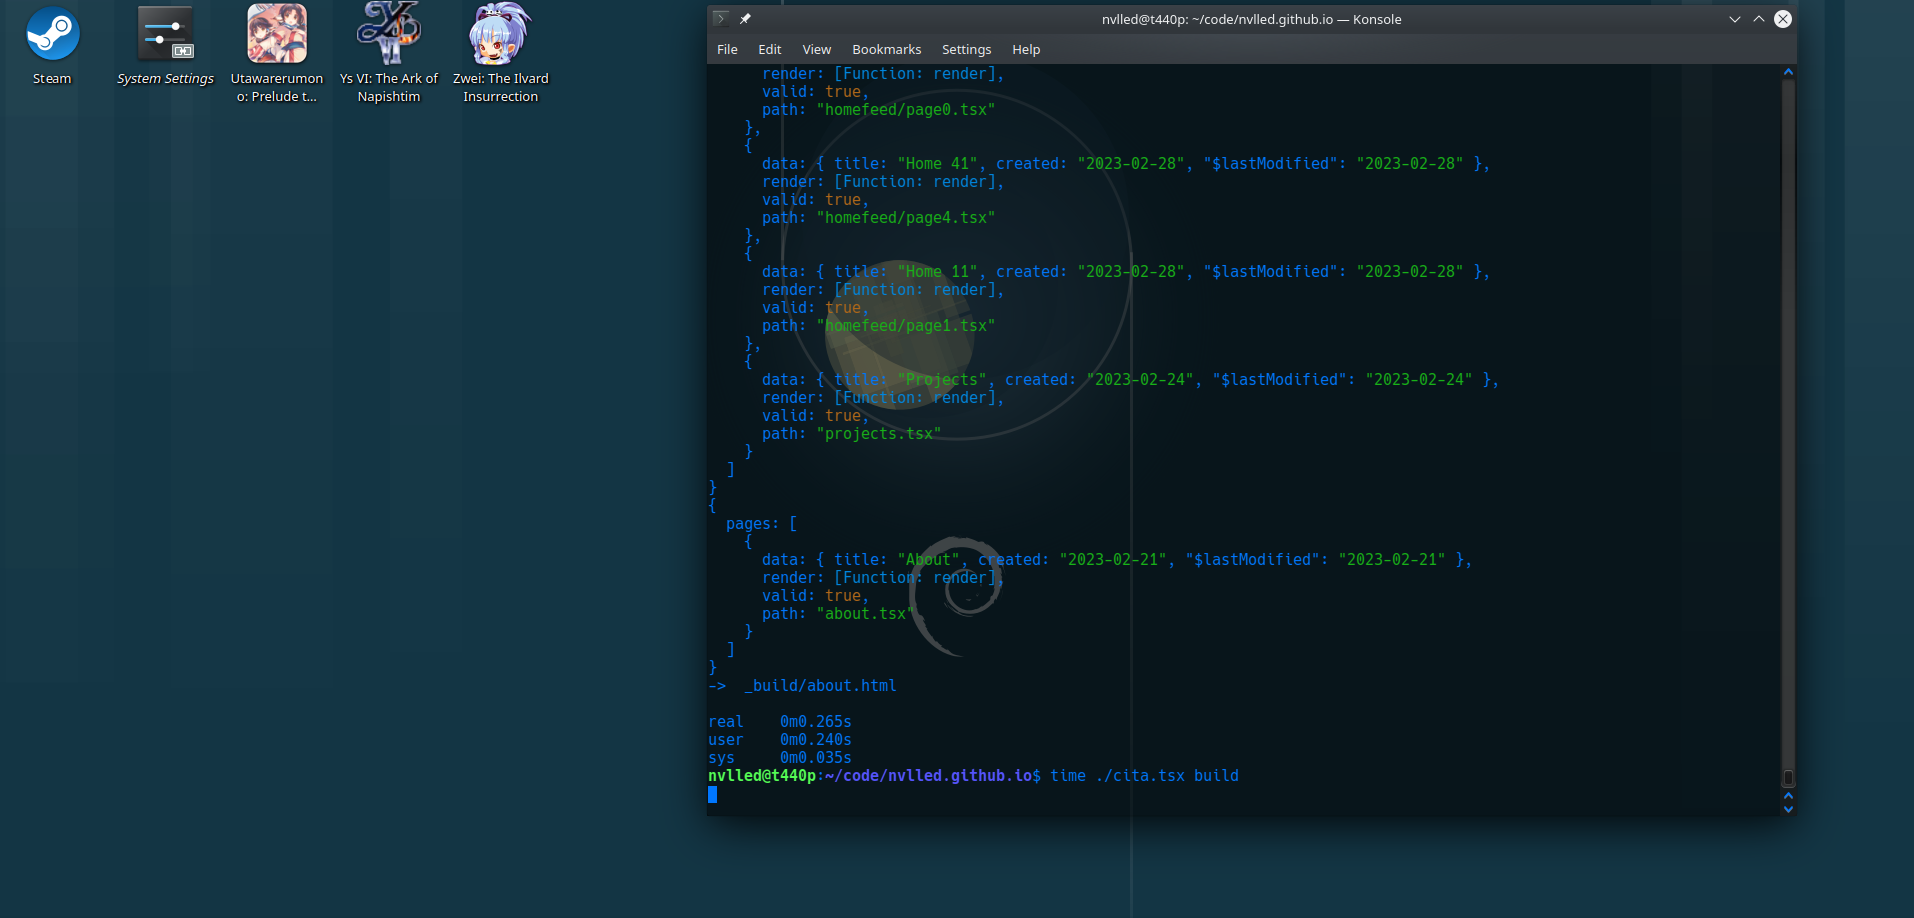 Steam
System Settings
Utawarerumon
o: Prelude t...
Ys VI: The Ark of
Napishtim
Zwei: The Ilvard
Insurrection
nvlled@t440p: ~/code/nvlled.github.io — Konsole
File Edit View Bookmarks Settings Help
render: [Function: render],
valid: true,
path: "homefeed/page0.tsx"
},
{
data: { title: "Home 41", created: "2023-02-28", "$lastModified": "2023-02-28" },
render: [Function: render],
valid: true,
path: "homefeed/page4.tsx"
},
{
data: { title: "Home 11", created: "2023-02-28", "$lastModified": "2023-02-28" },
render: [Function: render],
valid: true,
path: "homefeed/page1.tsx"
},
{
data: { title: "Projects", created: "2023-02-24", "$lastModified": "2023-02-24" },
render: [Function: render],
valid: true,
path: "projects.tsx"
}
]
}
{
pages: [
{
data: { title: "About", created: "2023-02-21", "$lastModified": "2023-02-21" },
render: [Function: render],
valid: true,
path: "about.tsx"
}
]
}
-> _build/about.html
real 0m0.265s
user 0m0.240s
sys 0m0.035s
nvlled@t440p:~/code/nvlled.github.io$ time ./cita.tsx build